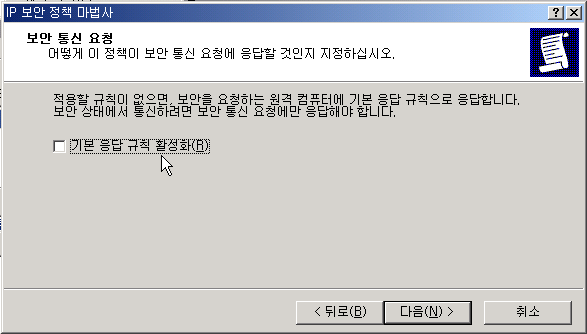 IP 보안 정책 마법사
보안 통신 요청
어떻게 이 정책이 보안 통신 요청에 응답할 것인지 지정하십시오.
적용할 규칙이 없으면, 보안을 요청하는 원격 컴퓨터에 기본 응답 규칙으로 응답합니다.
보안 상태에서 통신하려면 보안 통신 요청에만 응답해야 합니다.
기본 응답 규칙 활성화(R)
< 뒤로(B) 다음(N) > 취소